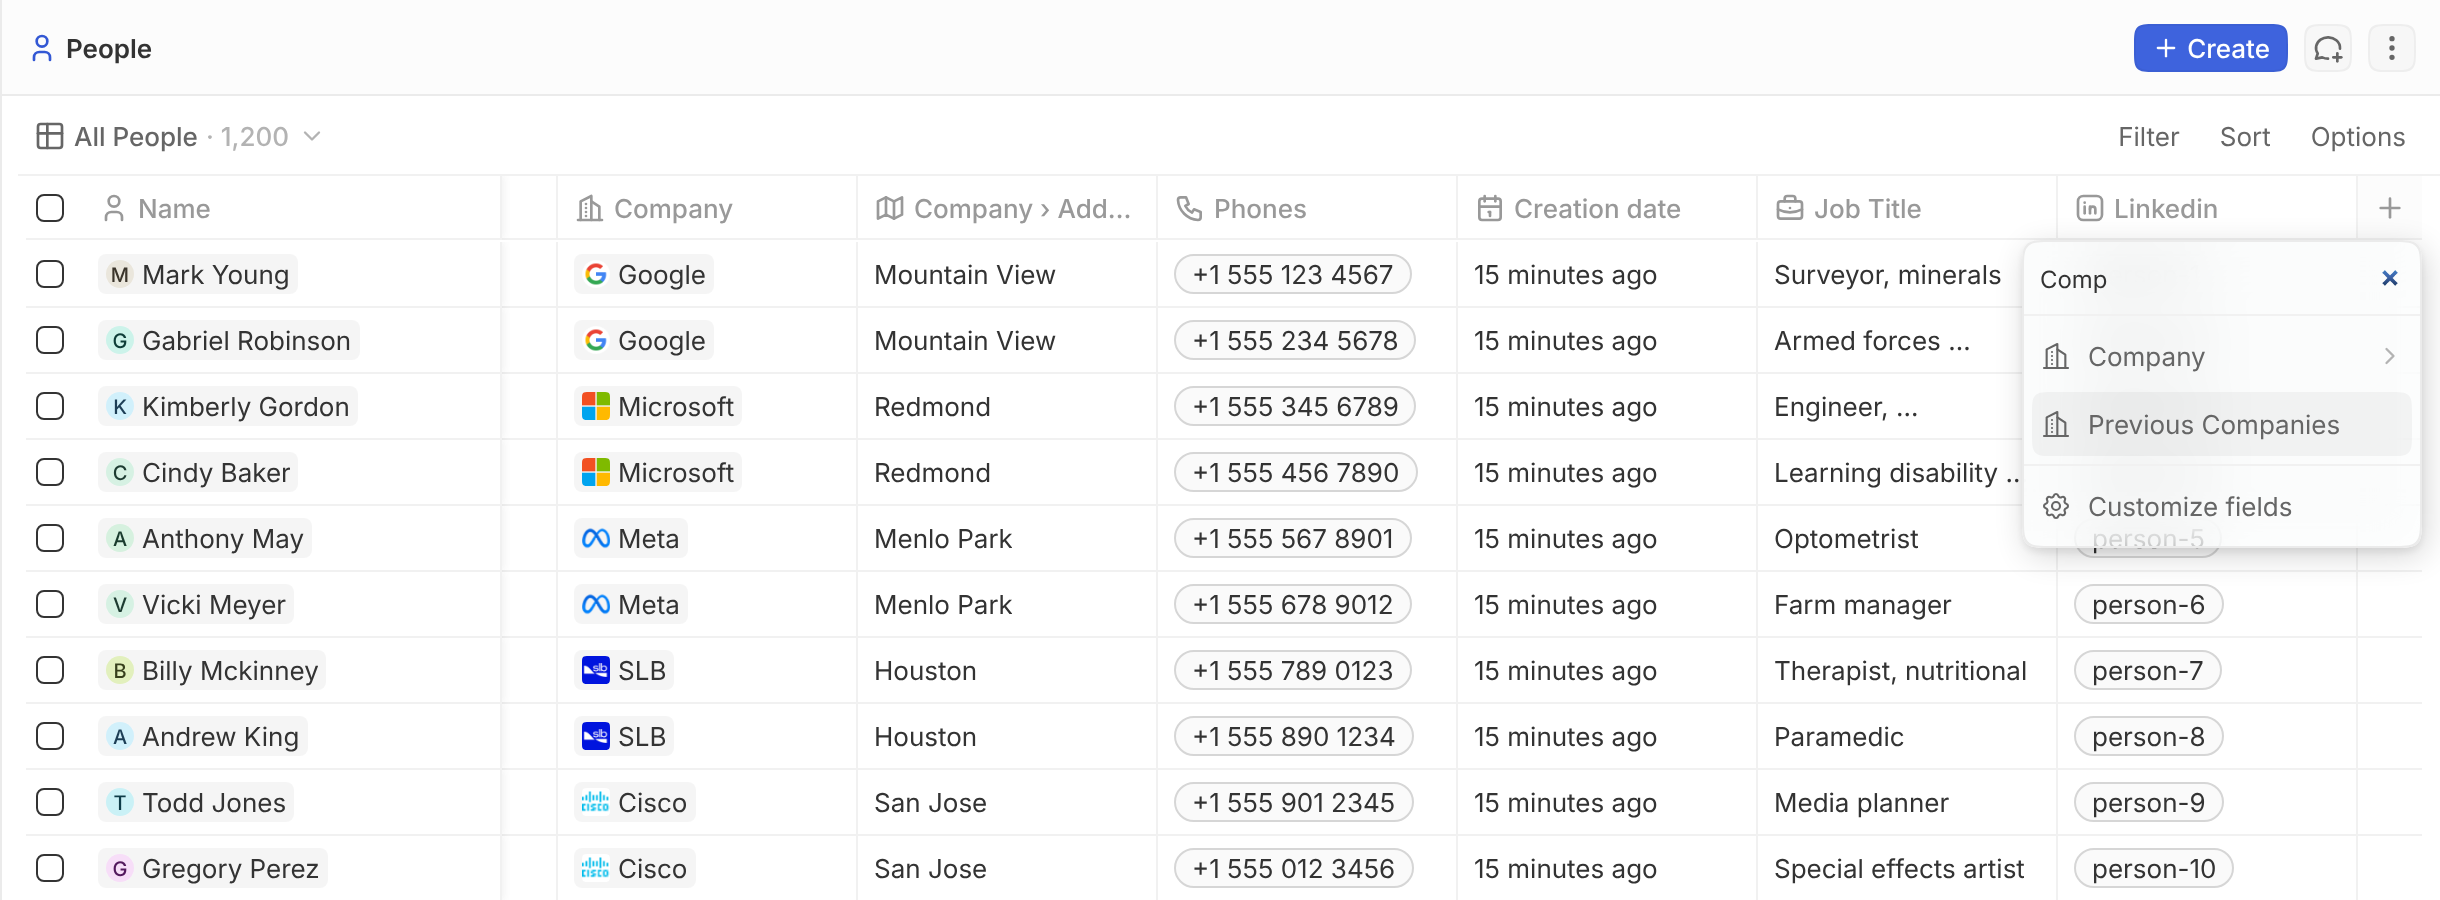 People
+ Create
All People · 1,200
Filter Sort Options
Name Company Company › Add... Phones Creation date Job Title Linkedin +
M Mark Young Google Mountain View +1 555 123 4567 15 minutes ago Surveyor, minerals
Comp ×
G Gabriel Robinson Google Mountain View +1 555 234 5678 15 minutes ago Armed forces ...
Company
K Kimberly Gordon Microsoft Redmond +1 555 345 6789 15 minutes ago Engineer, ...
Previous Companies
C Cindy Baker Microsoft Redmond +1 555 456 7890 15 minutes ago Learning disability ..
Customize fields
A Anthony May Meta Menlo Park +1 555 567 8901 15 minutes ago Optometrist person-5
V Vicki Meyer Meta Menlo Park +1 555 678 9012 15 minutes ago Farm manager person-6
B Billy Mckinney slb SLB Houston +1 555 789 0123 15 minutes ago Therapist, nutritional person-7
A Andrew King slb SLB Houston +1 555 890 1234 15 minutes ago Paramedic person-8
T Todd Jones CISCO Cisco San Jose +1 555 901 2345 15 minutes ago Media planner person-9
G Gregory Perez CISCO Cisco San Jose +1 555 012 3456 15 minutes ago Special effects artist person-10